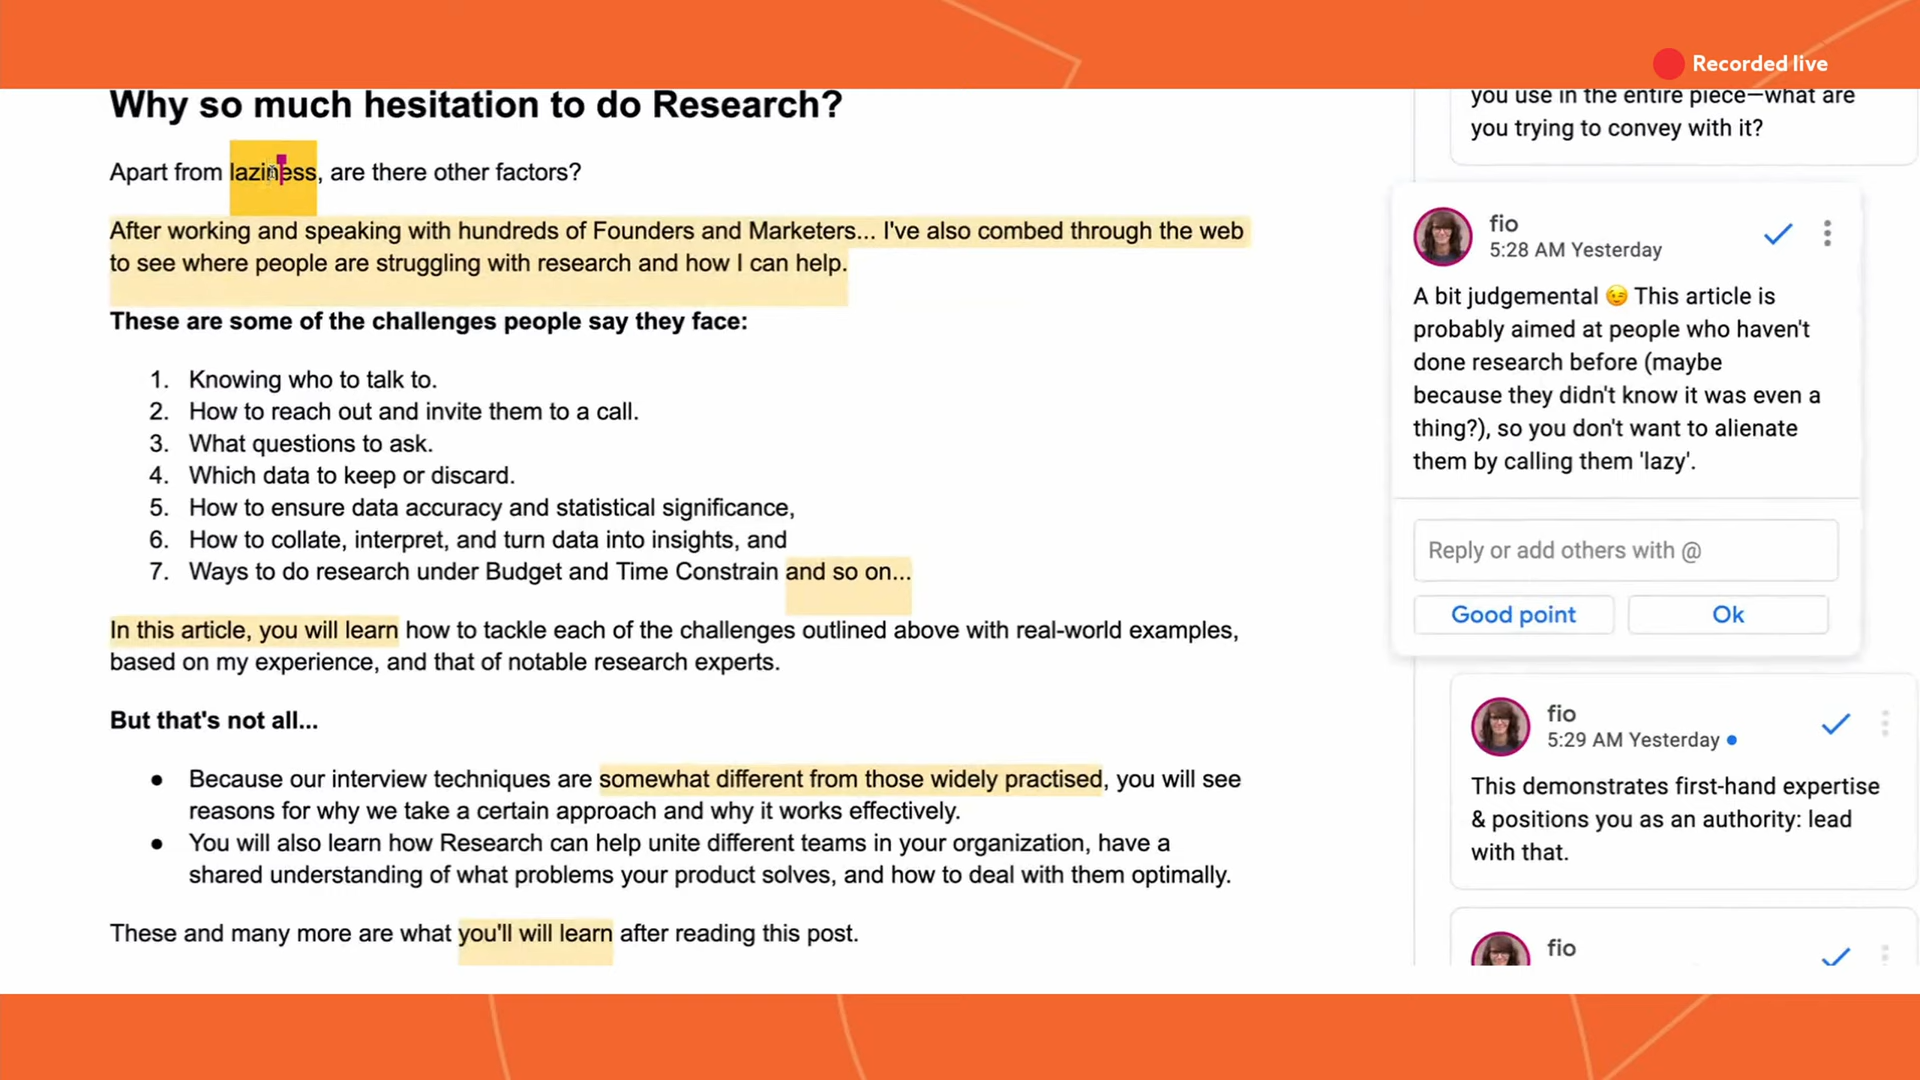 Recorded live
Why so much hesitation to do Research?
Apart from laziness, are there other factors?
After working and speaking with hundreds of Founders and Marketers... I've also combed through the web
to see where people are struggling with research and how I can help.
These are some of the challenges people say they face:
1. Knowing who to talk to.
2. How to reach out and invite them to a call.
3. What questions to ask.
4. Which data to keep or discard.
5. How to ensure data accuracy and statistical significance,
6. How to collate, interpret, and turn data into insights, and
7. Ways to do research under Budget and Time Constrain and so on...
In this article, you will learn how to tackle each of the challenges outlined above with real-world examples,
based on my experience, and that of notable research experts.
But that's not all...
● Because our interview techniques are somewhat different from those widely practised, you will see
reasons for why we take a certain approach and why it works effectively.
● You will also learn how Research can help unite different teams in your organization, have a
shared understanding of what problems your product solves, and how to deal with them optimally.
These and many more are what you'll will learn after reading this post.
you use in the entire piece—what are
you trying to convey with it?
fio
5:28 AM Yesterday
A bit judgemental 😉 This article is
probably aimed at people who haven't
done research before (maybe
because they didn't know it was even a
thing?), so you don't want to alienate
them by calling them 'lazy'.
Reply or add others with @
Good point
Ok
fio
5:29 AM Yesterday
This demonstrates first-hand expertise
& positions you as an authority: lead
with that.
fio